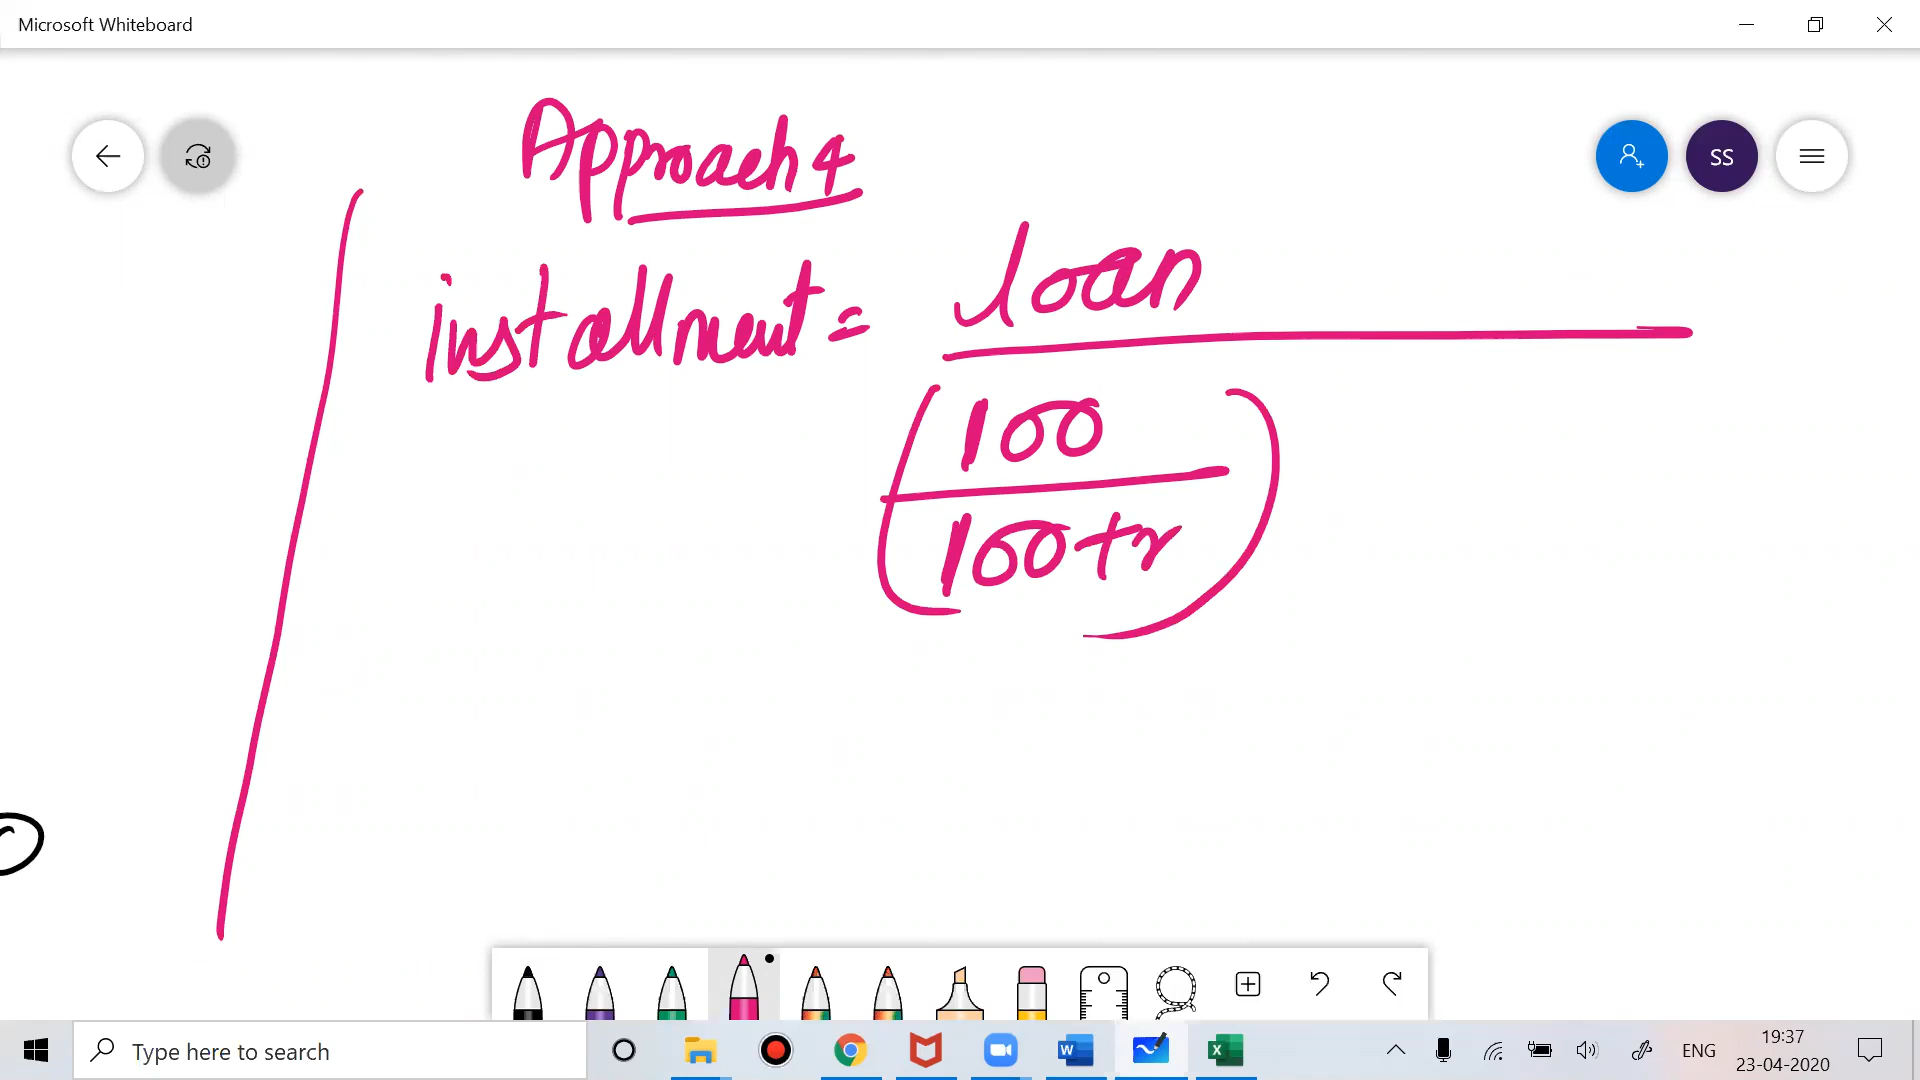 Microsoft Whiteboard
Approach 4
SS
installment = loan
(100
100+r)
Type here to search
ENG
19:37
23-04-2020